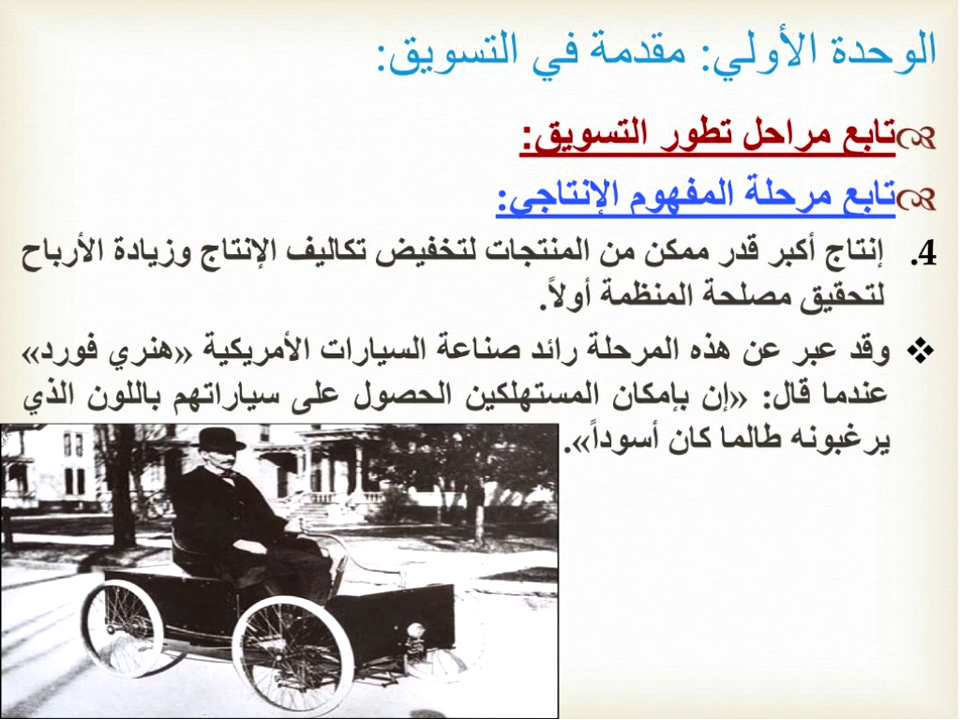 الوحدة الأولي: مقدمة في التسويق:
تابع مراحل تطور التسويق:
تابع مرحلة المفهوم الإنتاجي:
4. إنتاج أكبر قدر ممكن من المنتجات لتخفيض تكاليف الإنتاج وزيادة الأرباح
لتحقيق مصلحة المنظمة أولاً.
وقد عبر عن هذه المرحلة رائد صناعة السيارات الأمريكية «هنري فورد»
عندما قال: «إن بإمكان المستهلكين الحصول على سياراتهم باللون الذي
يرغبونه طالما كان أسوداً».